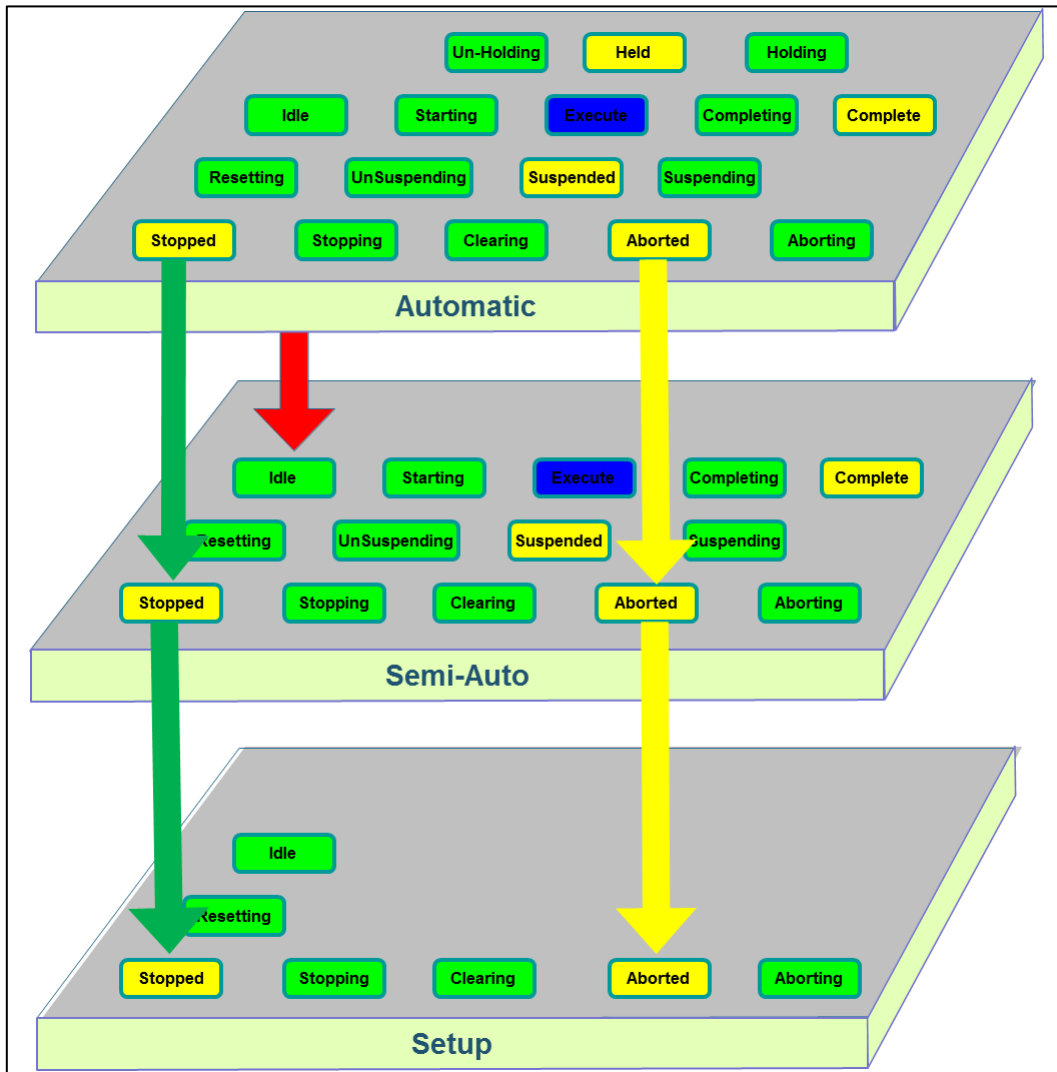 Un-Holding
Held
Holding
Idle
Starting
Execute
Completing
Complete
Resetting
UnSuspending
Suspended
Suspending
Stopped
Stopping
Clearing
Aborted
Aborting
Automatic
Idle
Starting
Execute
Completing
Complete
Resetting
UnSuspending
Suspended
Suspending
Stopped
Stopping
Clearing
Aborted
Aborting
Semi-Auto
Idle
Resetting
Stopped
Stopping
Clearing
Aborted
Aborting
Setup